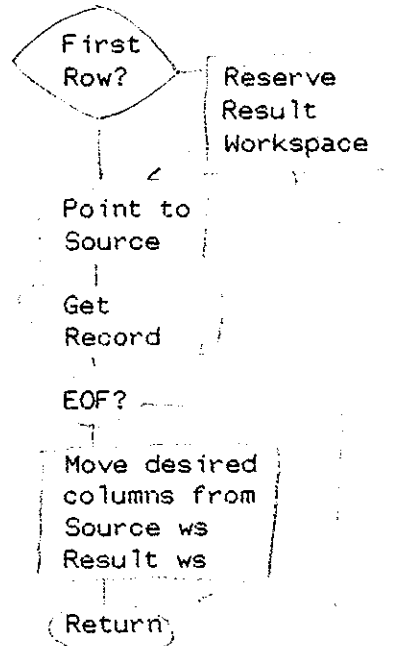 First
Row?
Reserve
Result
Workspace
Point to
Source
Get
Record
EOF?
Move desired
columns from
Source ws
Result ws
Return